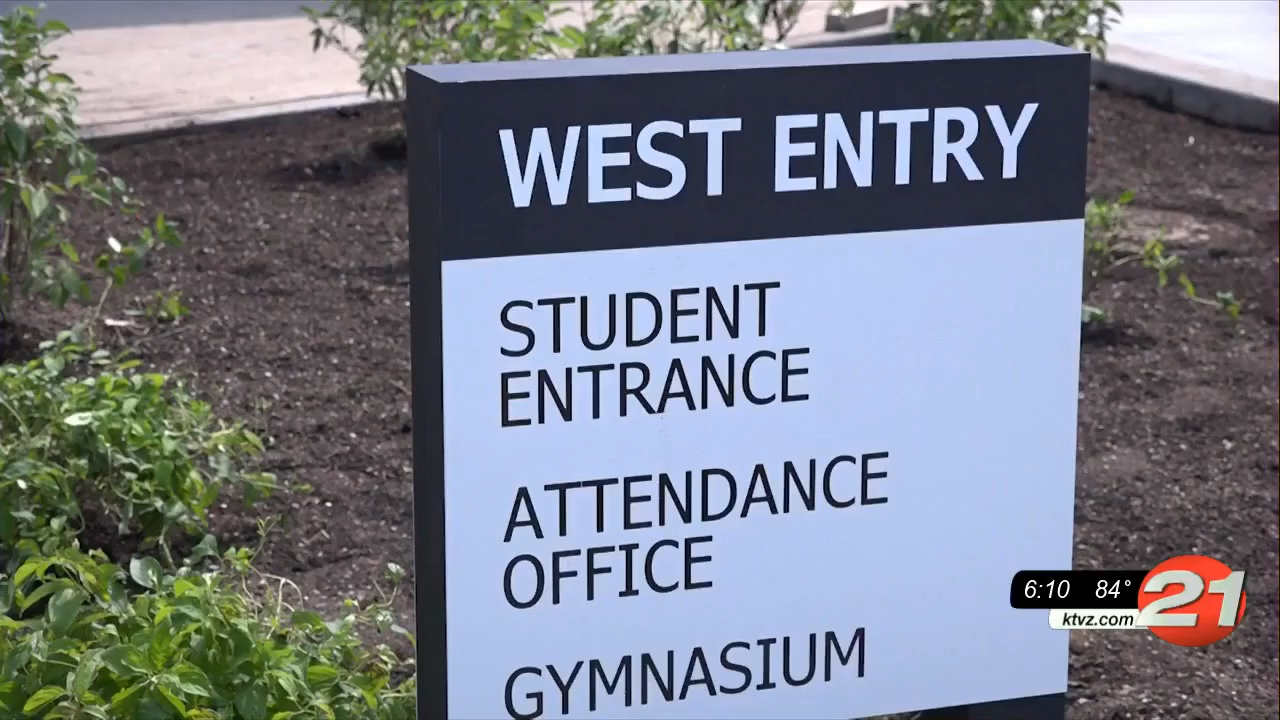 WEST ENTRY
STUDENT
ENTRANCE
ATTENDANCE
OFFICE
GYMNASIUM
6:10 84° 21
ktvz.com